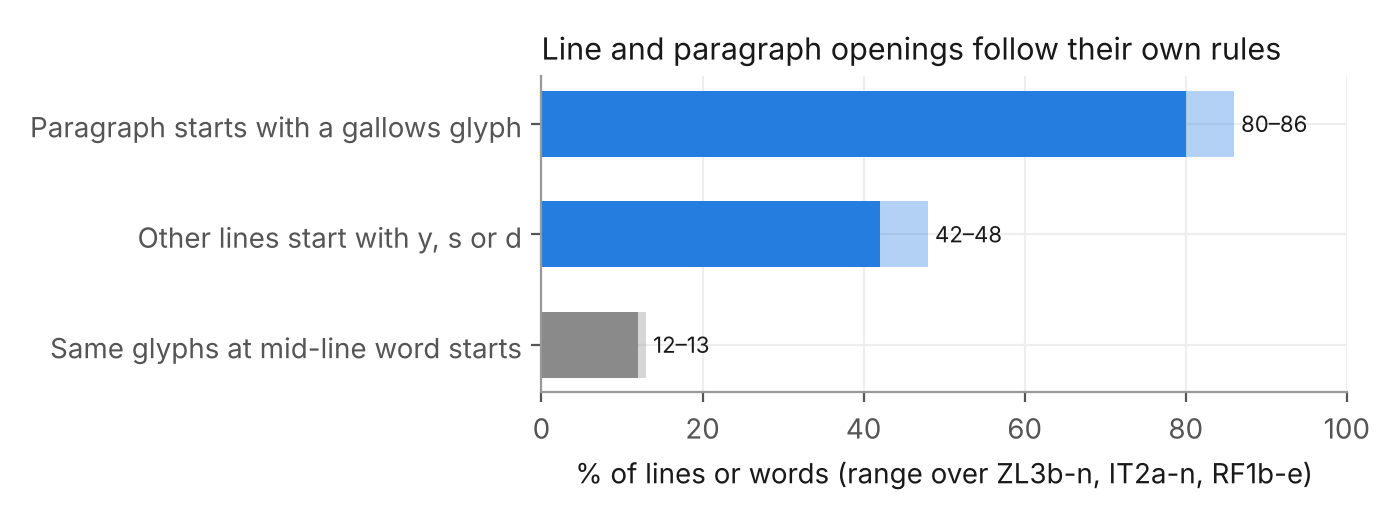 Line and paragraph openings follow their own rules
Paragraph starts with a gallows glyph
80–86
Other lines start with y, s or d
42–48
Same glyphs at mid-line word starts
12–13
0 20 40 60 80 100
% of lines or words (range over ZL3b-n, IT2a-n, RF1b-e)